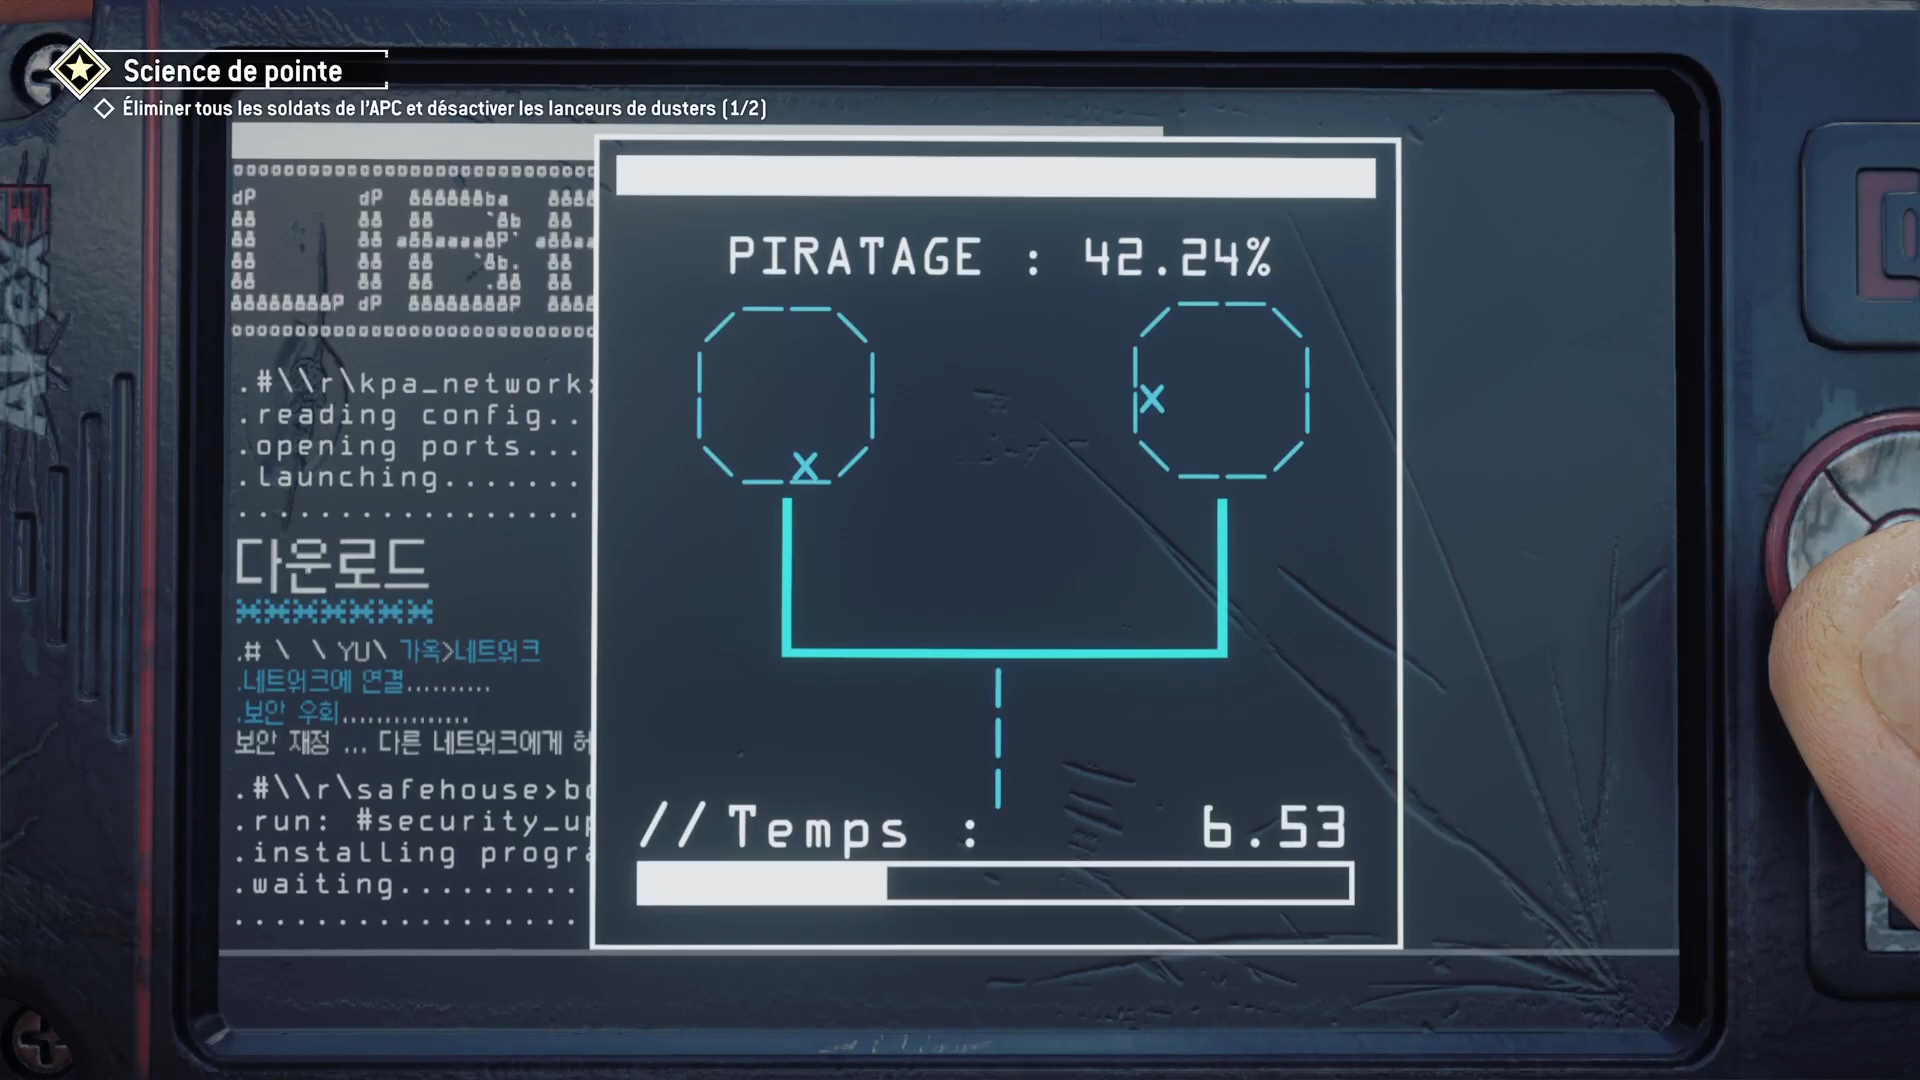 Science de pointe
Éliminer tous les soldats de l'APC et désactiver les lanceurs de dusters (1/2)
PIRATAGE : 42.24%
.#\\r\kpa_network
.reading config..
.opening ports...
.launching.......
다운로드
.# \ \ YU\ 가옥>네트워크
.네트워크에 연결..........
.보안 우회...............
보안 재정 ... 다른 네트워크에게 허
.#\\r\safehouse>bo
.run: #security_up
.installing progra
.waiting.........
// Temps : 6.53